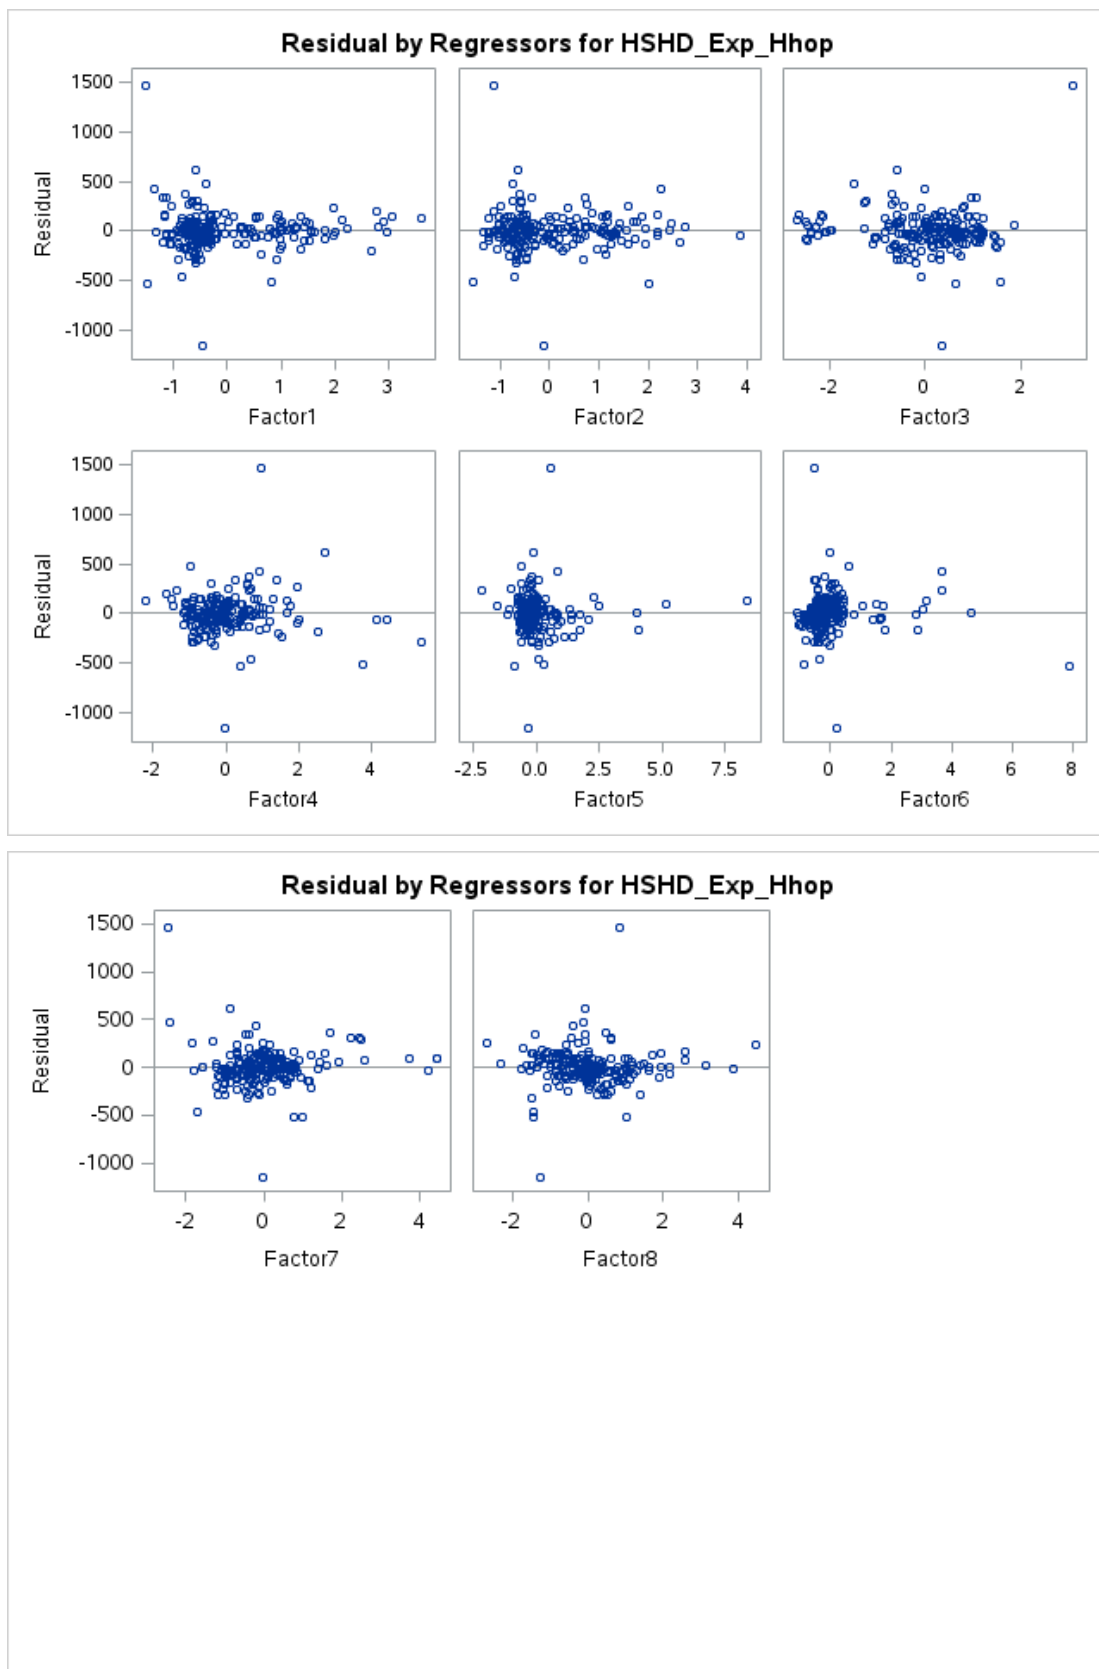 Residual by Regressors for HSHD_Exp_Hhop
Residual
1500
1000
500
0
-500
-1000
-1 0 1 2 3
Factor1
-1 0 1 2 3 4
Factor2
-2 0 2
Factor3
Residual
1500
1000
500
0
-500
-1000
-2 0 2 4
Factor4
-2.5 0.0 2.5 5.0 7.5
Factor5
0 2 4 6 8
Factor6
Residual by Regressors for HSHD_Exp_Hhop
Residual
1500
1000
500
0
-500
-1000
-2 0 2 4
Factor7
-2 0 2 4
Factor8